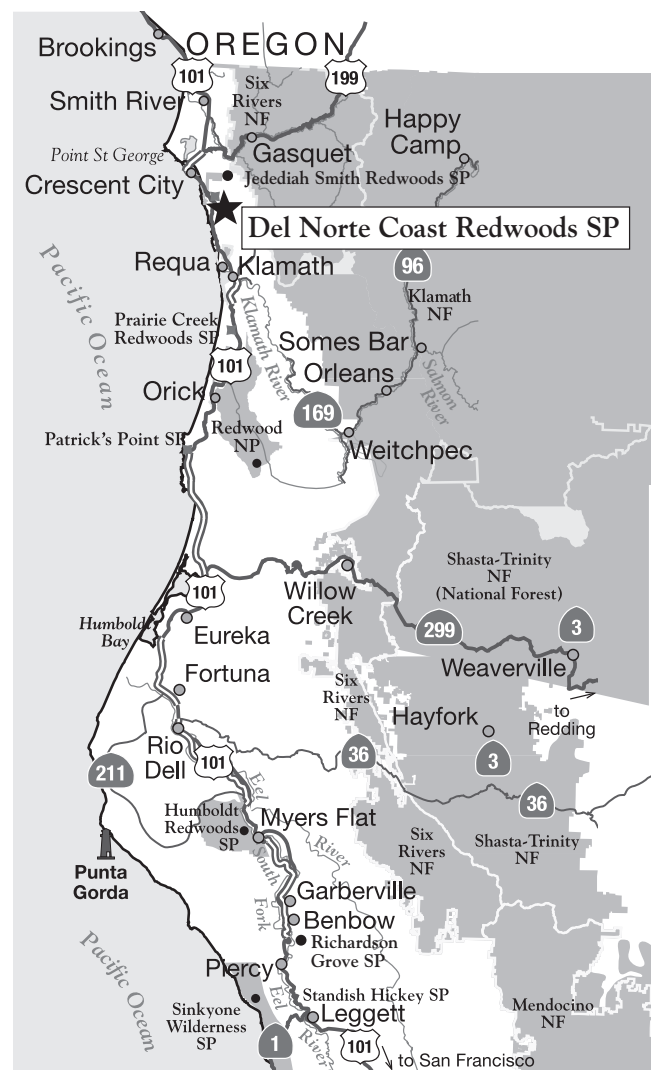 Brookings
OREGON
101
199
Smith River
Six
Rivers
NF
Happy
Camp
Point St George
Gasquet
Crescent City
Jedediah Smith Redwoods SP
Del Norte Coast Redwoods SP
Pacific Ocean
Requa
Klamath
96
Klamath
NF
Klamath River
Prairie Creek
Redwoods SP
Somes Bar
101
Orleans
Salmon
River
Orick
169
Redwood
NP
Patrick's Point SP
Weitchpec
Shasta-Trinity
NF
(National Forest)
101
Willow
Creek
Humboldt
Bay
Eureka
299
3
Weaverville
Fortuna
Six
Rivers
NF
Hayfork
to
Redding
Rio
Dell
101
36
3
211
Eel
River
36
Humboldt
Redwoods
SP
Myers Flat
Six
Rivers
NF
Shasta-Trinity
NF
Punta
Gorda
South
Fork
Eel
River
Garberville
Benbow
Richardson
Grove SP
Pacific Ocean
Piercy
Standish Hickey SP
Sinkyone
Wilderness
SP
Leggett
Mendocino
NF
1
101
to San Francisco